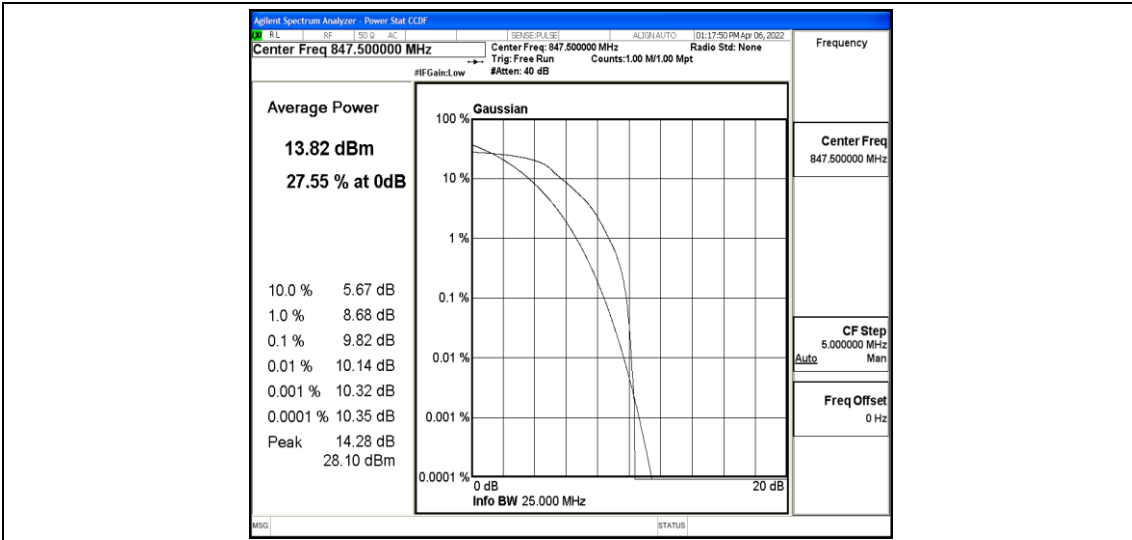 Agilent Spectrum Analyzer - Power Stat CCDF
RL RF 50 Ω AC SENSE:PULSE ALIGN AUTO 01:17:50 PM Apr 06, 2022
Center Freq 847.500000 MHz
Center Freq: 847.500000 MHz Radio Std: None
Trig: Free Run Counts:1.00 M/1.00 Mpt
#IFGain:Low #Atten: 40 dB
Average Power
13.82 dBm
27.55 % at 0dB
10.0 % 5.67 dB
1.0 % 8.68 dB
0.1 % 9.82 dB
0.01 % 10.14 dB
0.001 % 10.32 dB
0.0001 % 10.35 dB
Peak 14.28 dB
28.10 dBm
Gaussian
100 %
10 %
1 %
0.1 %
0.01 %
0.001 %
0.0001 %
0 dB 20 dB
Info BW 25.000 MHz
Frequency
Center Freq
847.500000 MHz
CF Step
5.000000 MHz
Auto Man
Freq Offset
0 Hz
MSG STATUS